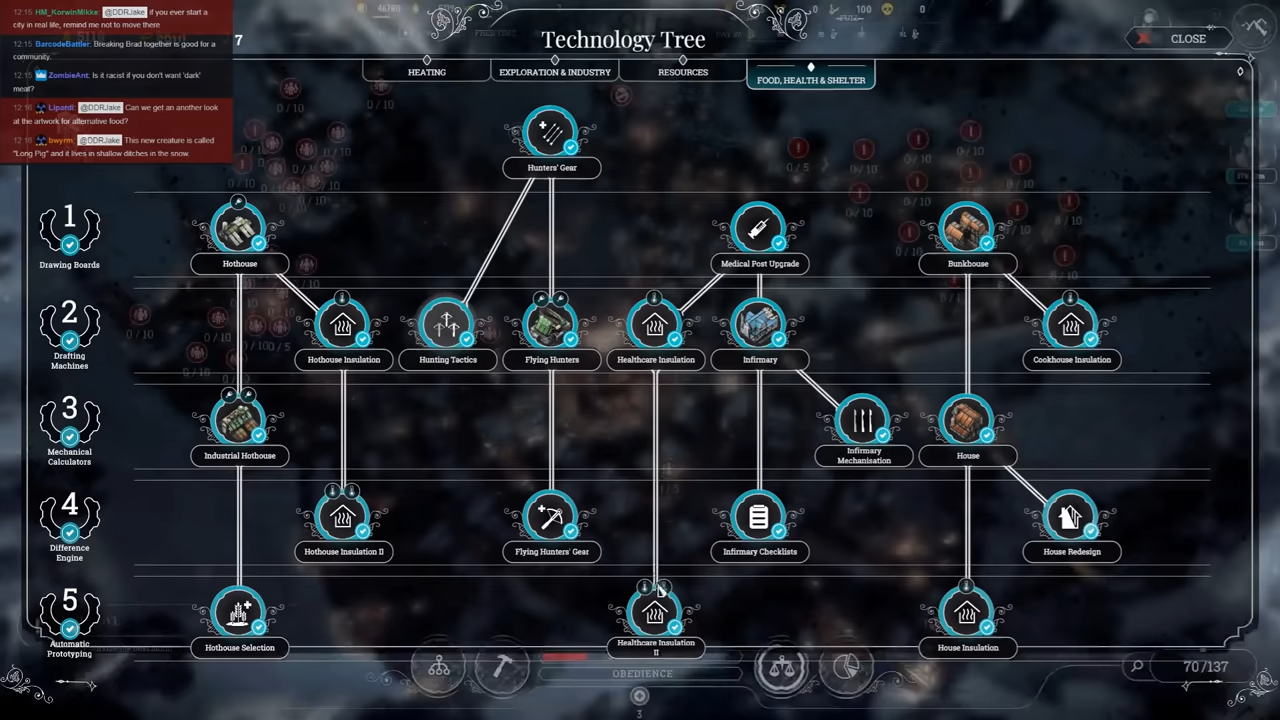 12:15 HM_KorwinMikke @DDRJake if you ever start a
city in real life, remind me not to move there
12:15 BarcodeBattler: Breaking Brad together is good for a
community.
12:15 ZombieAnt: Is it racist if you don't want 'dark'
meat?
12:16 Lipardi: @DDRJake Can we get an another look
at the artwork for alternative food?
12:16 bwyrm: @DDRJake This new creature is called
"Long Pig" and it lives in shallow ditches in the snow.
7
Technology Tree
CLOSE
HEATING
EXPLORATION & INDUSTRY
RESOURCES
FOOD, HEALTH & SHELTER
Hunters' Gear
1
Drawing Boards
Hothouse
Medical Post Upgrade
Bunkhouse
2
Drafting
Machines
Hothouse Insulation
Hunting Tactics
Flying Hunters
Healthcare Insulation
Infirmary
Cookhouse Insulation
3
Mechanical
Calculators
Industrial Hothouse
Infirmary
Mechanisation
House
4
Difference
Engine
Hothouse Insulation II
Flying Hunters' Gear
Infirmary Checklists
House Redesign
5
Automatic
Prototyping
Hothouse Selection
Healthcare Insulation
II
House Insulation
OBEDIENCE
3
70/137